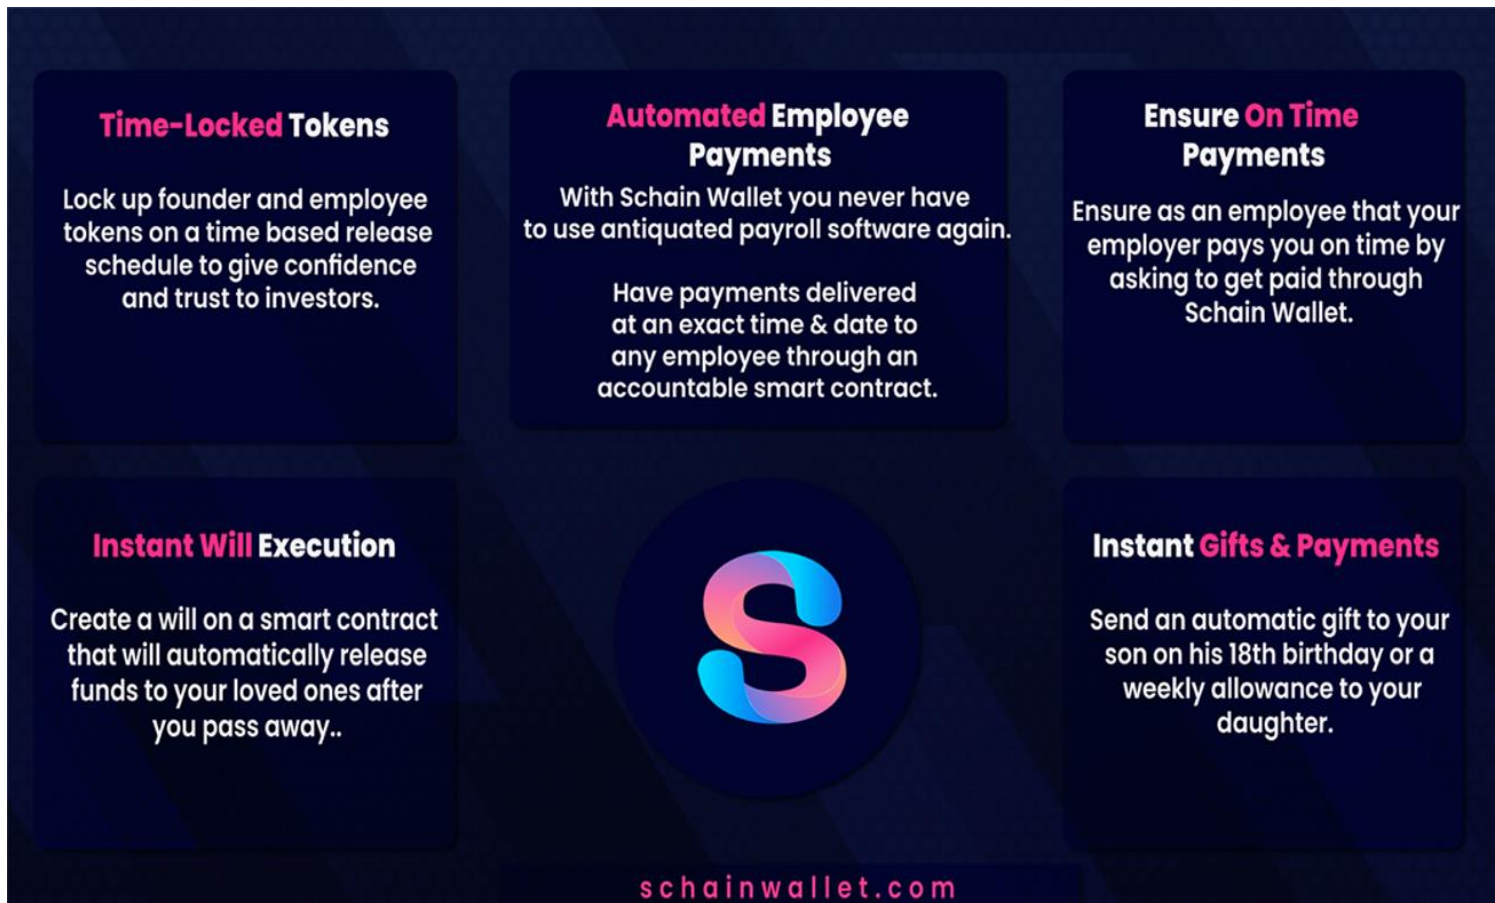 Time-Locked Tokens
Lock up founder and employee
tokens on a time based release
schedule to give confidence
and trust to investors.
Automated Employee
Payments
With Schain Wallet you never have
to use antiquated payroll software again.
Have payments delivered
at an exact time & date to
any employee through an
accountable smart contract.
Ensure On Time
Payments
Ensure as an employee that your
employer pays you on time by
asking to get paid through
Schain Wallet.
Instant Will Execution
Create a will on a smart contract
that will automatically release
funds to your loved ones after
you pass away..
S
Instant Gifts & Payments
Send an automatic gift to your
son on his 18th birthday or a
weekly allowance to your
daughter.
schainwallet.com